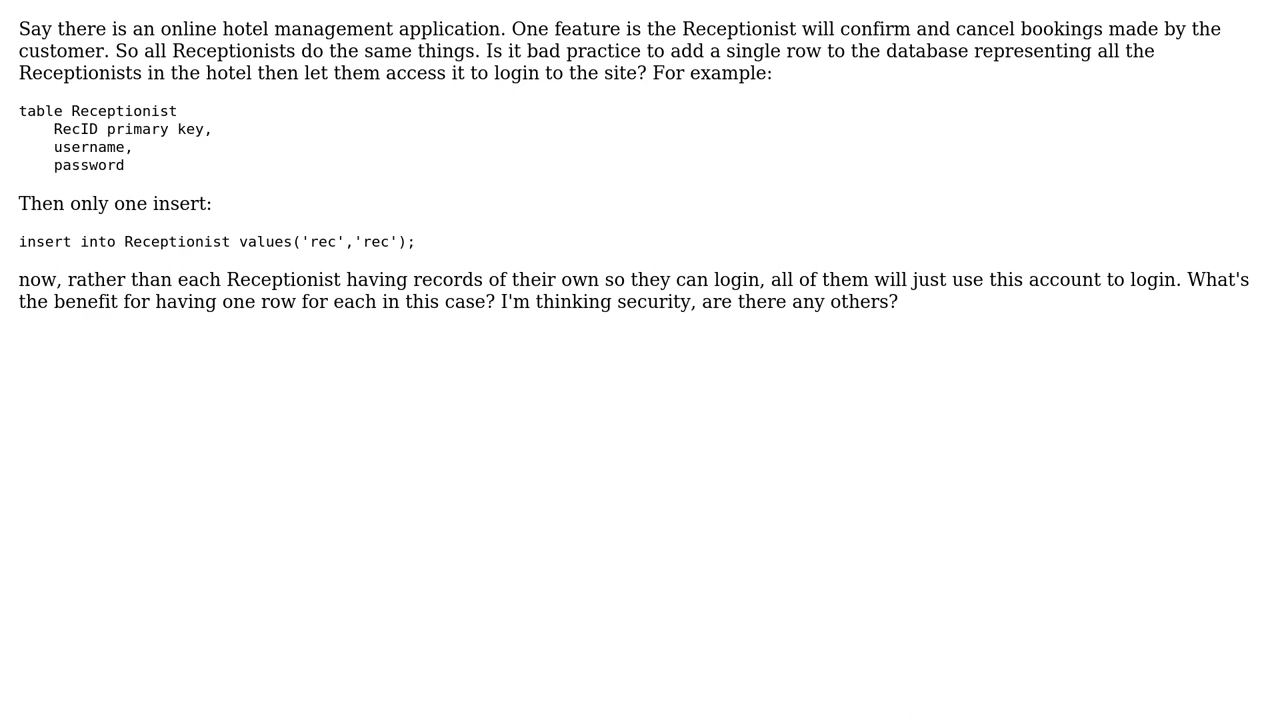 Say there is an online hotel management application. One feature is the Receptionist will confirm and cancel bookings made by the
customer. So all Receptionists do the same things. Is it bad practice to add a single row to the database representing all the
Receptionists in the hotel then let them access it to login to the site? For example:
table Receptionist
    RecID primary key,
    username,
    password
Then only one insert:
insert into Receptionist values('rec','rec');
now, rather than each Receptionist having records of their own so they can login, all of them will just use this account to login. What's
the benefit for having one row for each in this case? I'm thinking security, are there any others?